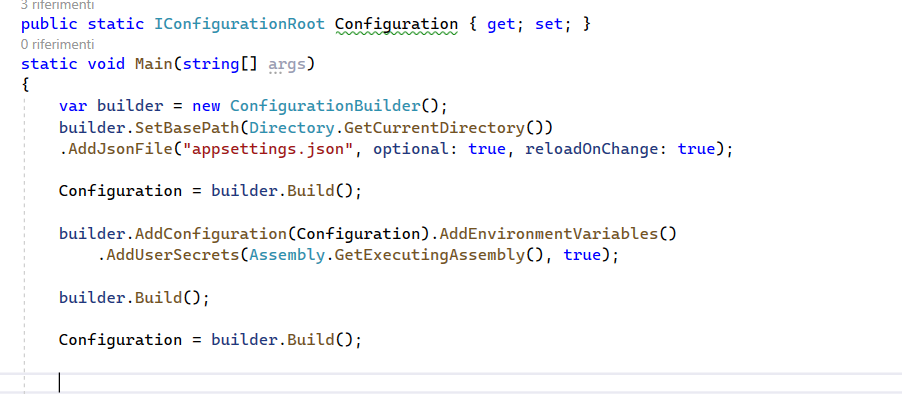 3 riferimenti
public static IConfigurationRoot Configuration { get; set; }
0 riferimenti
static void Main(string[] args)
{
var builder = new ConfigurationBuilder();
builder.SetBasePath(Directory.GetCurrentDirectory())
.AddJsonFile("appsettings.json", optional: true, reloadOnChange: true);
Configuration = builder.Build();
builder.AddConfiguration(Configuration).AddEnvironmentVariables()
.AddUserSecrets(Assembly.GetExecutingAssembly(), true);
builder.Build();
Configuration = builder.Build();